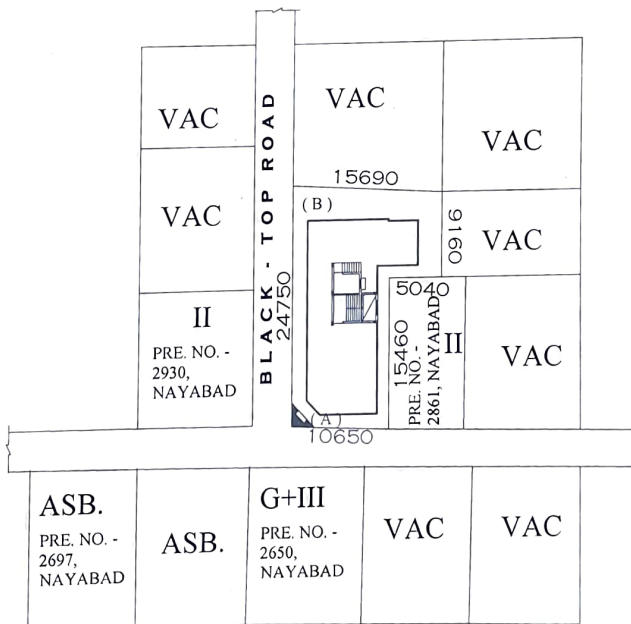 VAC
VAC
VAC
BLACK - TOP ROAD
15690
(B)
VAC
VAC
9160
24750
5040
II
PRE. NO. -
2930,
NAYABAD
15460
PRE. NO. -
2861, NAYABAD
II
VAC
(A)
10650
ASB.
PRE. NO. -
2697,
NAYABAD
ASB.
G+III
PRE. NO. -
2650,
NAYABAD
VAC
VAC